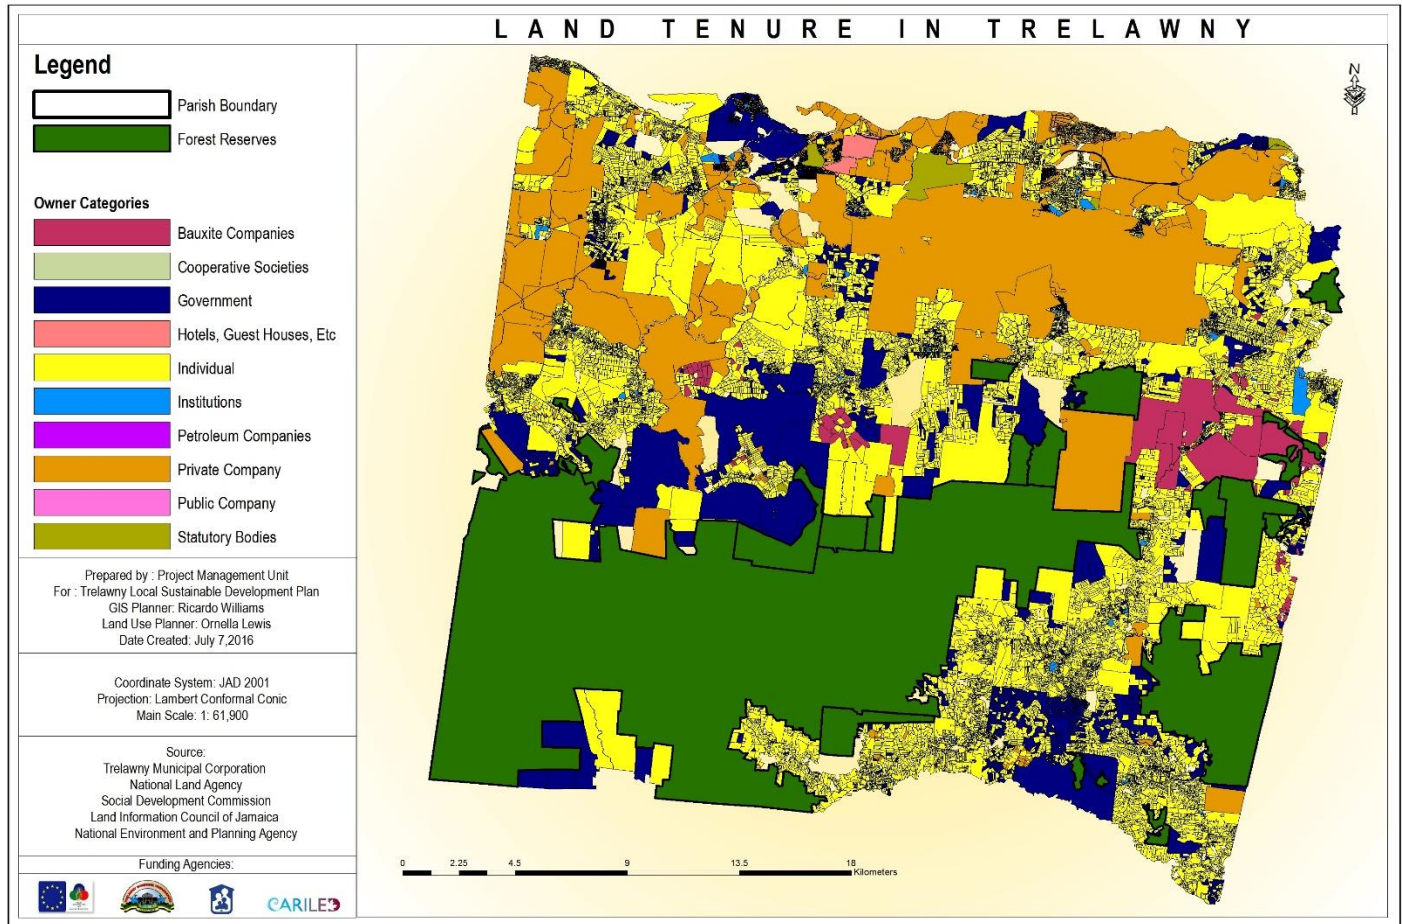 LAND TENURE IN TRELAWNY
Legend
Parish Boundary
Forest Reserves
Owner Categories
Bauxite Companies
Cooperative Societies
Government
Hotels, Guest Houses, Etc
Individual
Institutions
Petroleum Companies
Private Company
Public Company
Statutory Bodies
Prepared by : Project Management Unit
For : Trelawny Local Sustainable Development Plan
GIS Planner: Ricardo Williams
Land Use Planner: Ornella Lewis
Date Created: July 7,2016
Coordinate System: JAD 2001
Projection: Lambert Conformal Conic
Main Scale: 1: 61,900
Source:
Trelawny Municipal Corporation
National Land Agency
Social Development Commission
Land Information Council of Jamaica
National Environment and Planning Agency
Funding Agencies:
CARILED
N
0 2.25 4.5 9 13.5 18
Kilometers